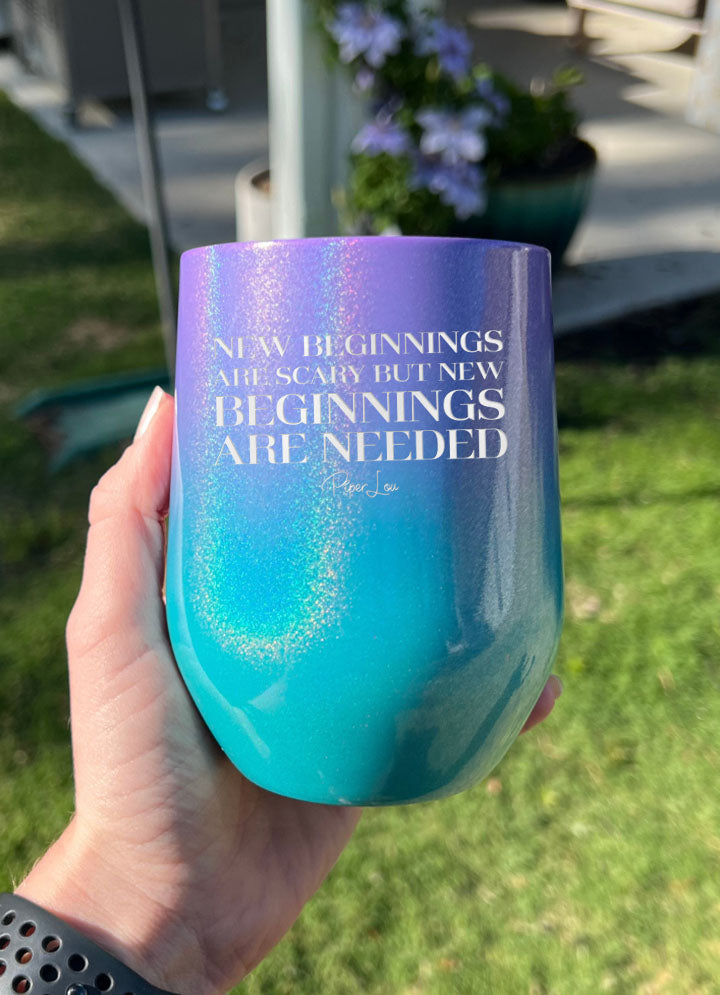 NEW BEGINNINGS
ARE SCARY BUT NEW
BEGINNINGS
ARE NEEDED
Piper Lou